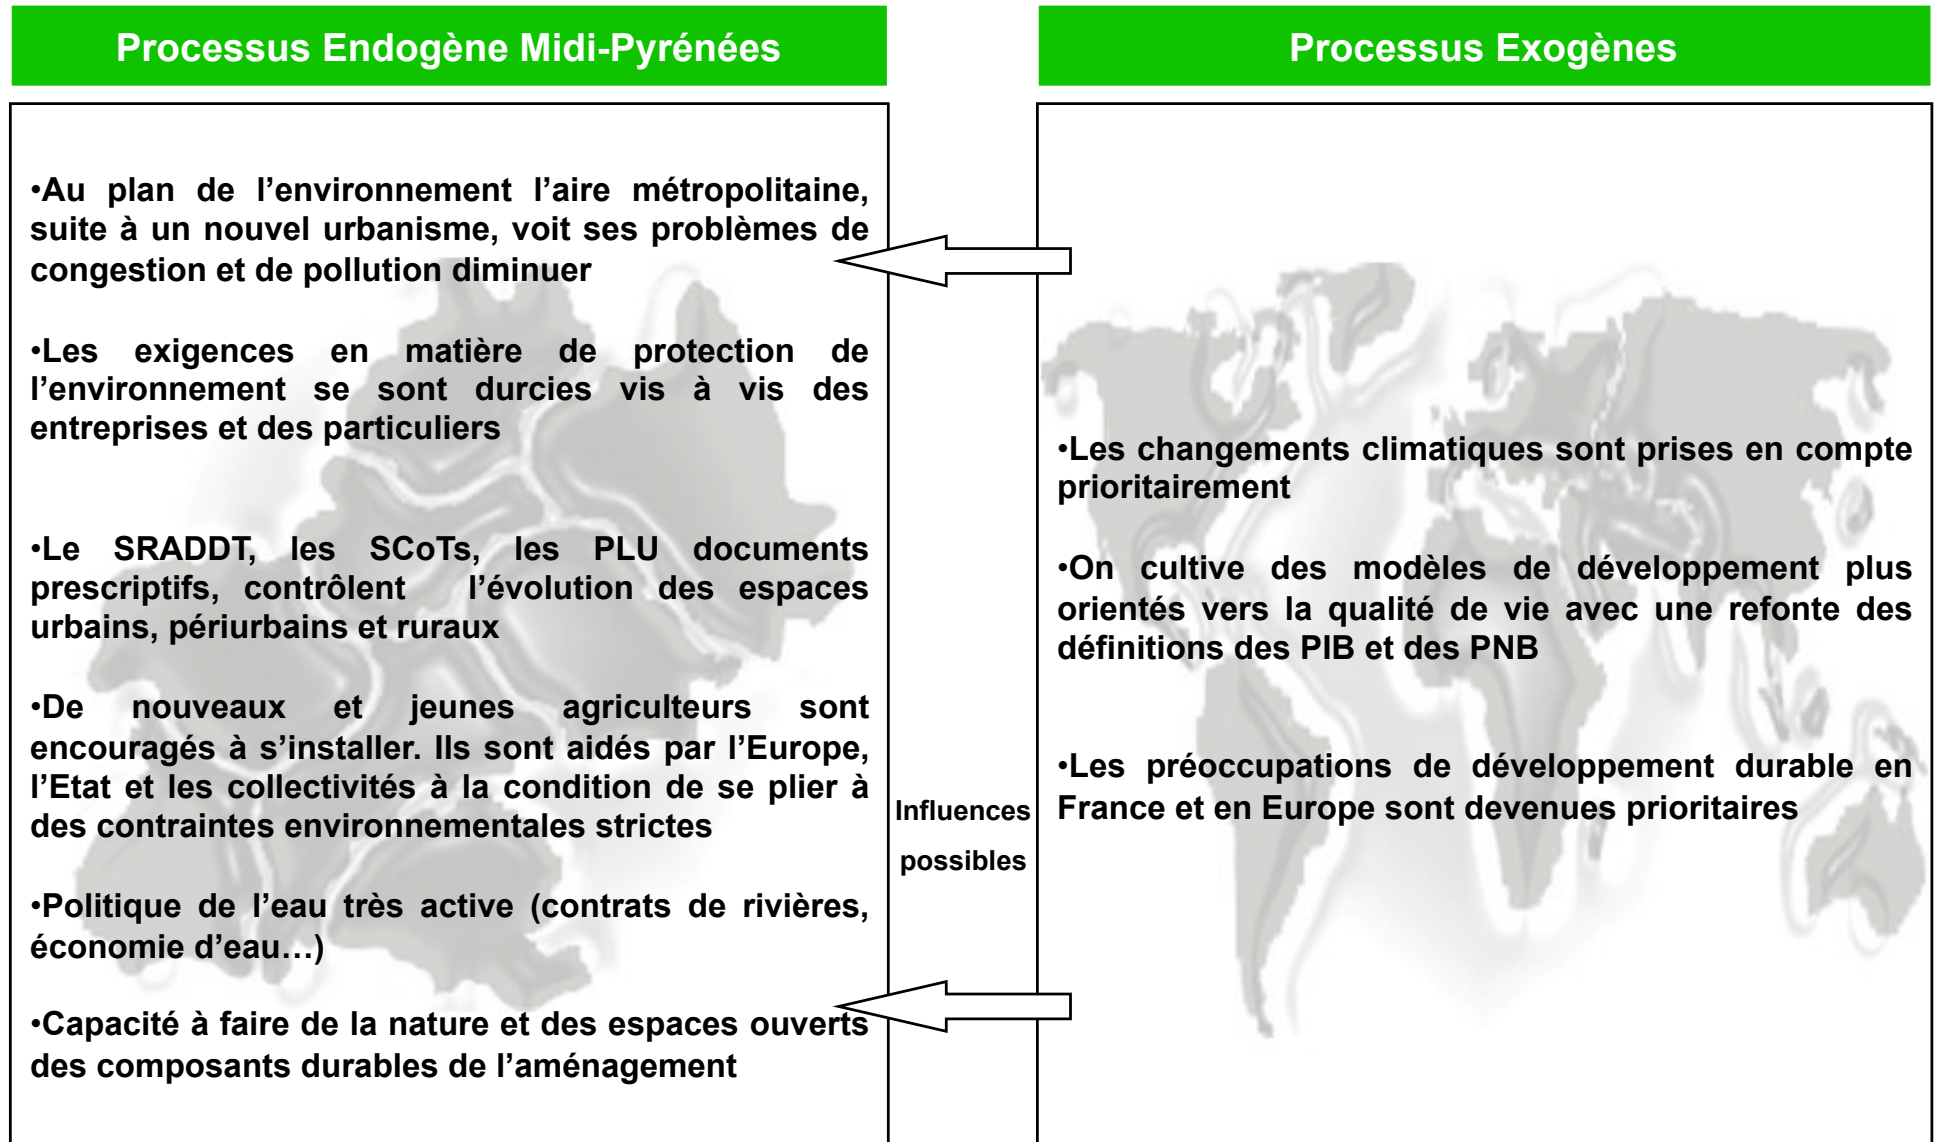 Processus Endogène Midi-Pyrénées
•Au plan de l’environnement l’aire métropolitaine,
suite à un nouvel urbanisme, voit ses problèmes de
congestion et de pollution diminuer
•Les exigences en matière de protection de
l’environnement se sont durcies vis à vis des
entreprises et des particuliers
•Le SRADDT, les SCoTs, les PLU documents
prescriptifs, contrôlent l’évolution des espaces
urbains, périurbains et ruraux
•De nouveaux et jeunes agriculteurs sont
encouragés à s’installer. Ils sont aidés par l’Europe,
l’Etat et les collectivités à la condition de se plier à
des contraintes environnementales strictes
•Politique de l’eau très active (contrats de rivières,
économie d’eau…)
•Capacité à faire de la nature et des espaces ouverts
des composants durables de l’aménagement
Influences
possibles
Processus Exogènes
•Les changements climatiques sont prises en compte
prioritairement
•On cultive des modèles de développement plus
orientés vers la qualité de vie avec une refonte des
définitions des PIB et des PNB
•Les préoccupations de développement durable en
France et en Europe sont devenues prioritaires